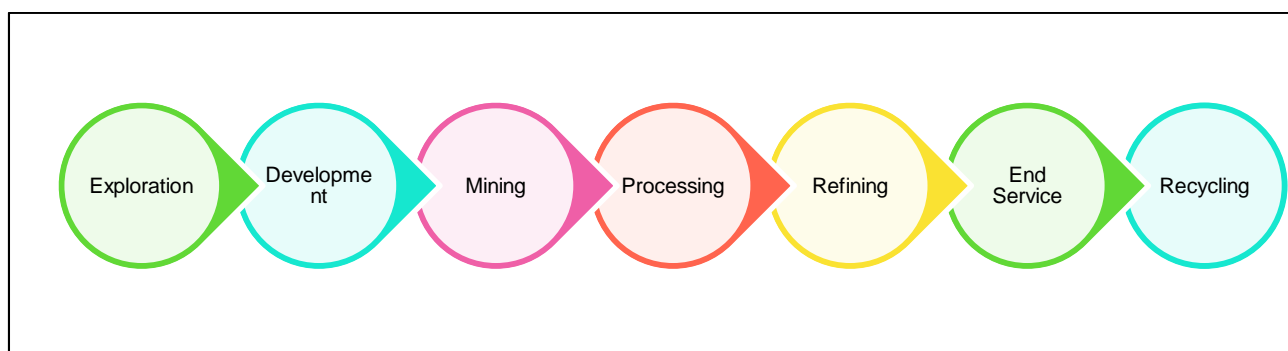 Exploration
Developme
nt
Mining
Processing
Refining
End
Service
Recycling